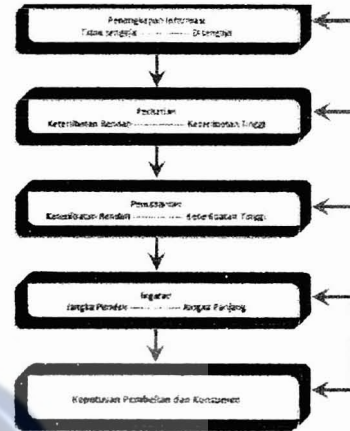 Penangkapan Informasi
Tidak sengaja ............ Disengaja
Perhatian
Keterlibatan Rendah ............ Keterlibatan Tinggi
Pemahaman
Keterlibatan Rendah ............ Keterlibatan Tinggi
Ingatan
Jangka Pendek ............ Jangka Panjang
Keputusan Pembelian dan Konsumen